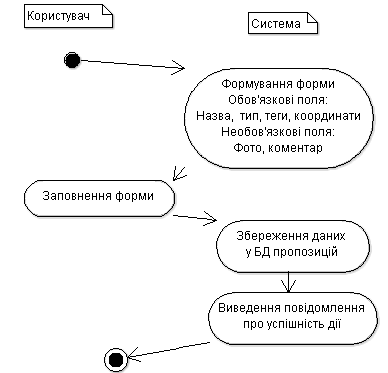 Користувач
Система
Формування форми
Обов'язкові поля:
Назва, тип, теги, координати
Необов'язкові поля:
Фото, коментар
Заповнення форми
Збереження даних
у БД пропозицій
Виведення повідомлення
про успішність дії